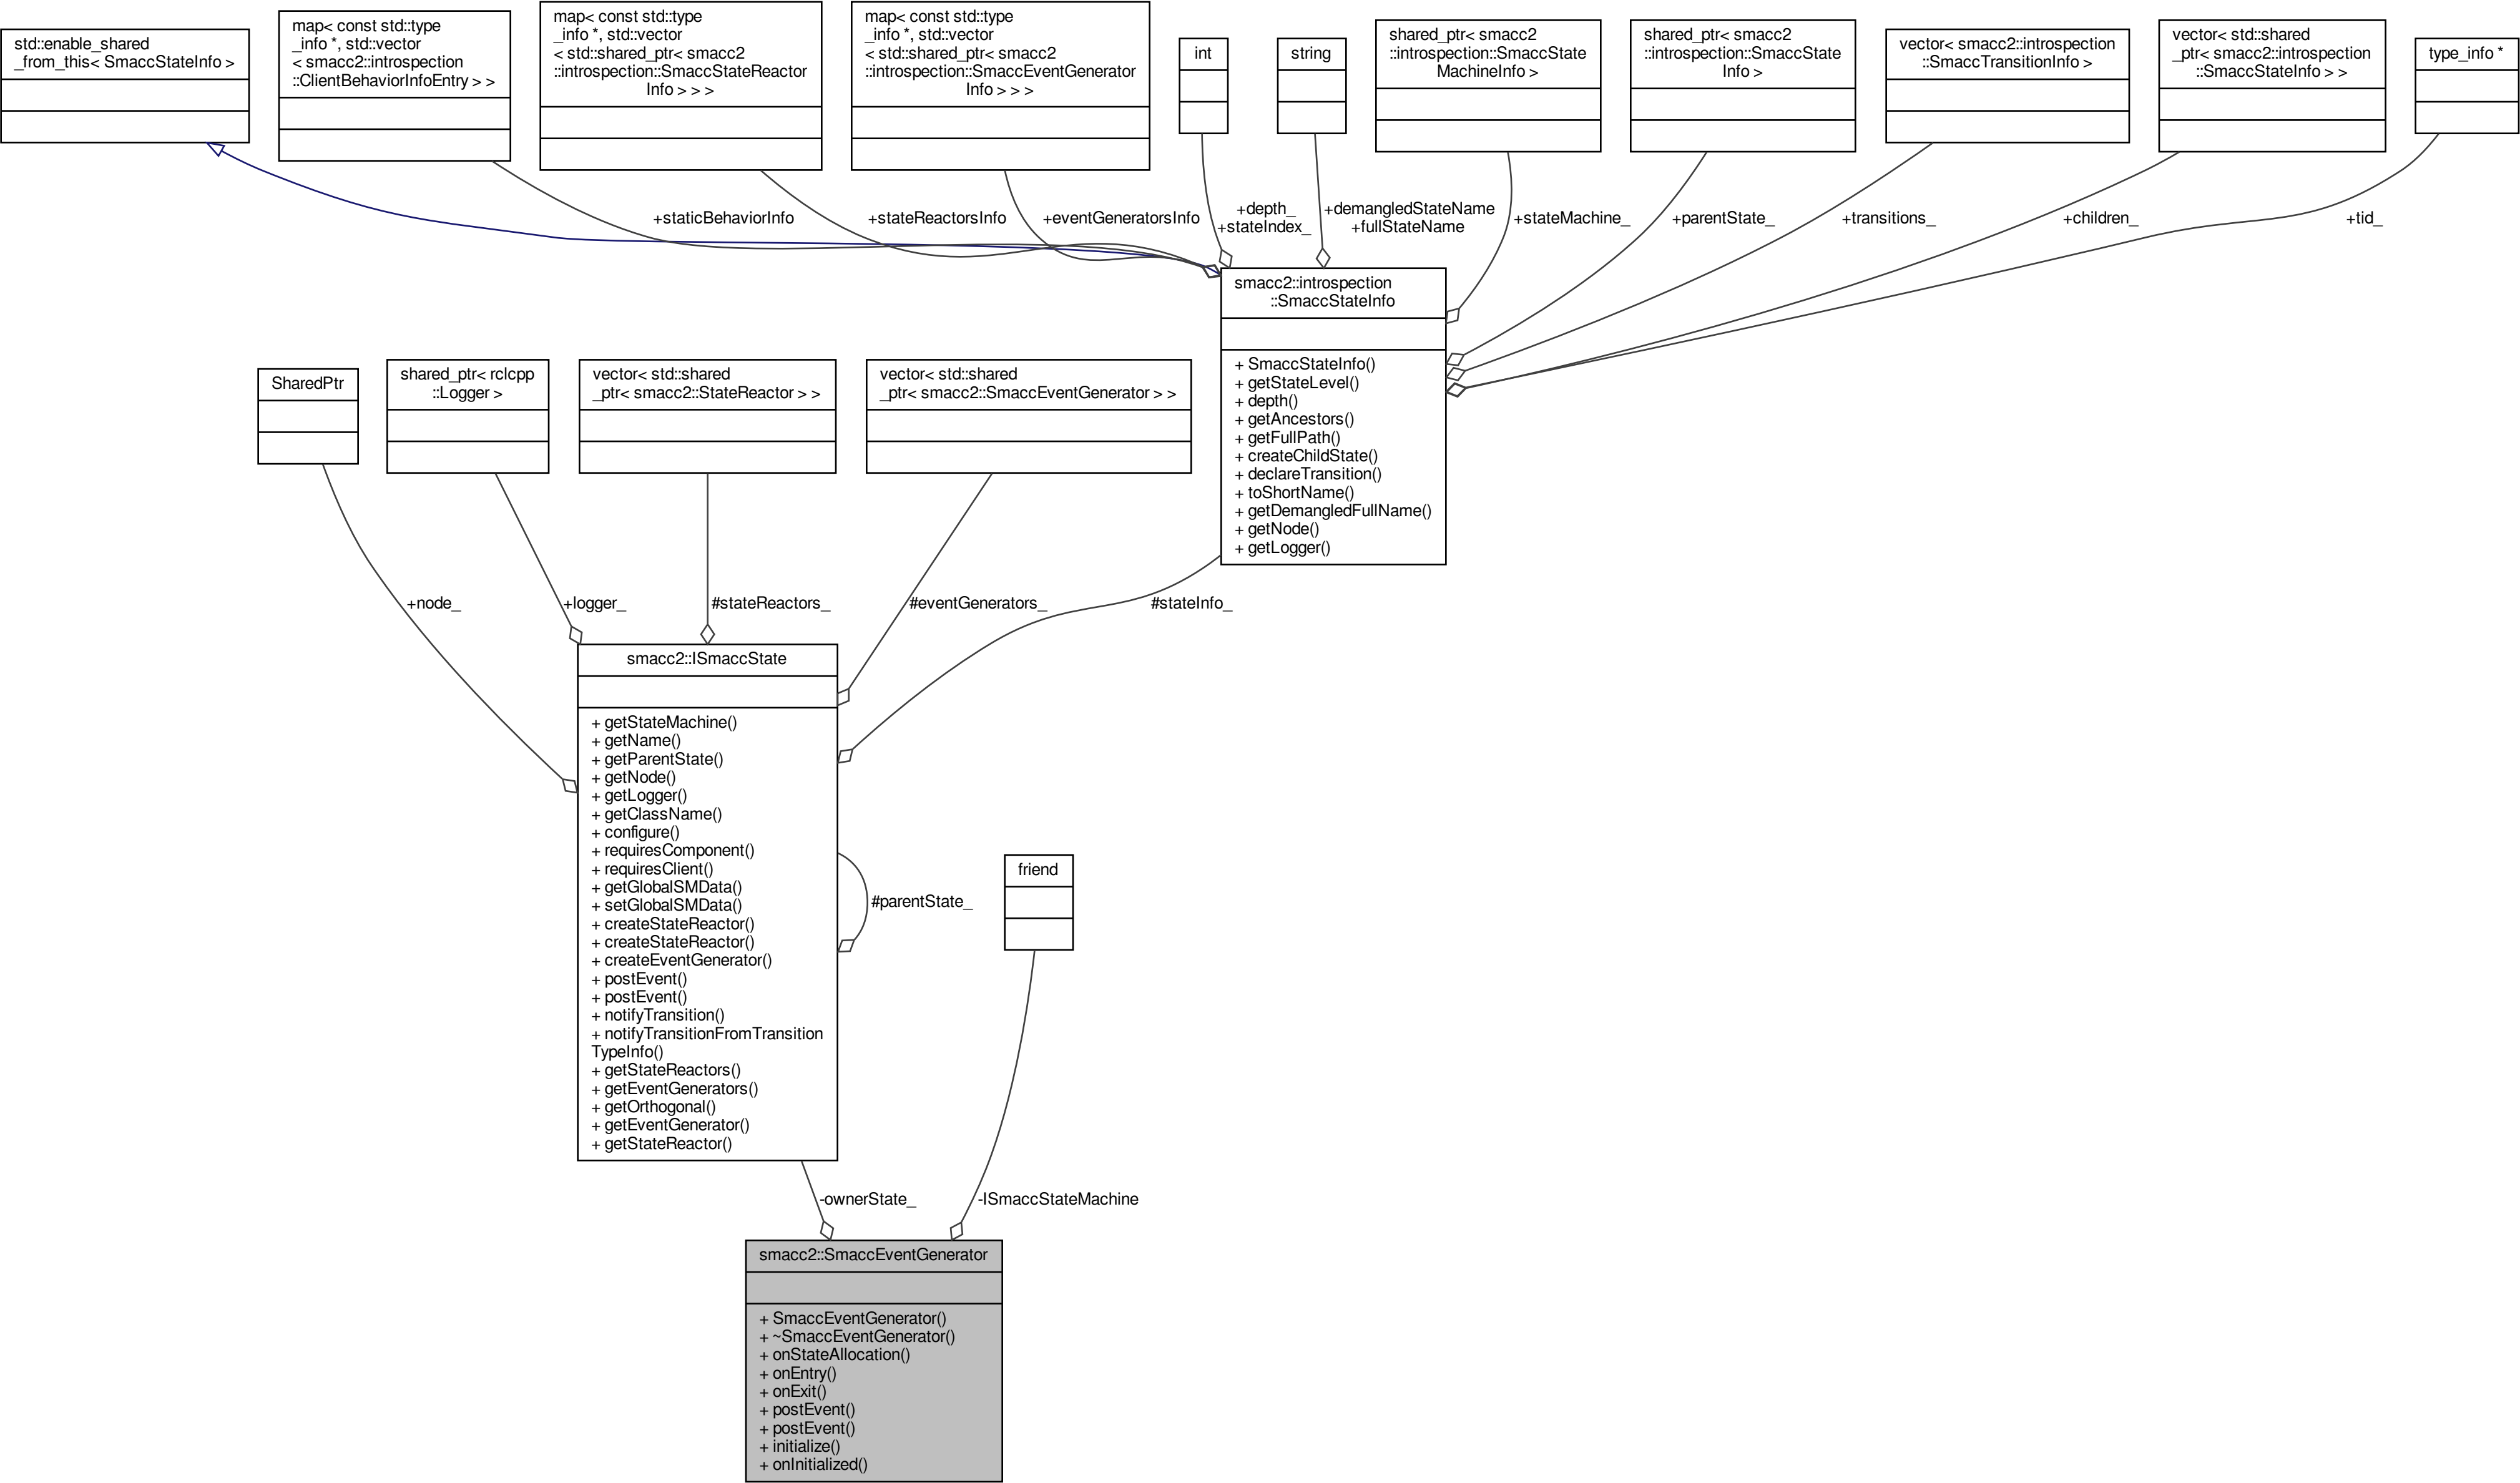 std::enable_shared
_from_this< SmaccStateInfo >
map< const std::type
_info *, std::vector
< smacc2::introspection
::ClientBehaviorInfoEntry > >
map< const std::type
_info *, std::vector
< std::shared_ptr< smacc2
::introspection::SmaccStateReactor
Info > > >
map< const std::type
_info *, std::vector
< std::shared_ptr< smacc2
::introspection::SmaccEventGenerator
Info > > >
int
string
shared_ptr< smacc2
::introspection::SmaccState
MachineInfo >
shared_ptr< smacc2
::introspection::SmaccState
Info >
vector< smacc2::introspection
::SmaccTransitionInfo >
vector< std::shared
_ptr< smacc2::introspection
::SmaccStateInfo > >
type_info *
+staticBehaviorInfo
+stateReactorsInfo
+eventGeneratorsInfo
+depth_
+stateIndex_
+demangledStateName
+fullStateName
+stateMachine_
+parentState_
+transitions_
+children_
+tid_
smacc2::introspection
::SmaccStateInfo
+ SmaccStateInfo()
+ getStateLevel()
+ depth()
+ getAncestors()
+ getFullPath()
+ createChildState()
+ declareTransition()
+ toShortName()
+ getDemangledFullName()
+ getNode()
+ getLogger()
SharedPtr
shared_ptr< rclcpp
::Logger >
vector< std::shared
_ptr< smacc2::StateReactor > >
vector< std::shared
_ptr< smacc2::SmaccEventGenerator > >
+node_
+logger_
#stateReactors_
#eventGenerators_
#stateInfo_
smacc2::ISmaccState
+ getStateMachine()
+ getName()
+ getParentState()
+ getNode()
+ getLogger()
+ getClassName()
+ configure()
+ requiresComponent()
+ requiresClient()
+ getGlobalSMData()
+ setGlobalSMData()
+ createStateReactor()
+ createStateReactor()
+ createEventGenerator()
+ postEvent()
+ postEvent()
+ notifyTransition()
+ notifyTransitionFromTransition
TypeInfo()
+ getStateReactors()
+ getEventGenerators()
+ getOrthogonal()
+ getEventGenerator()
+ getStateReactor()
#parentState_
friend
-ownerState_
-ISmaccStateMachine
smacc2::SmaccEventGenerator
+ SmaccEventGenerator()
+ ~SmaccEventGenerator()
+ onStateAllocation()
+ onEntry()
+ onExit()
+ postEvent()
+ postEvent()
+ initialize()
+ onInitialized()